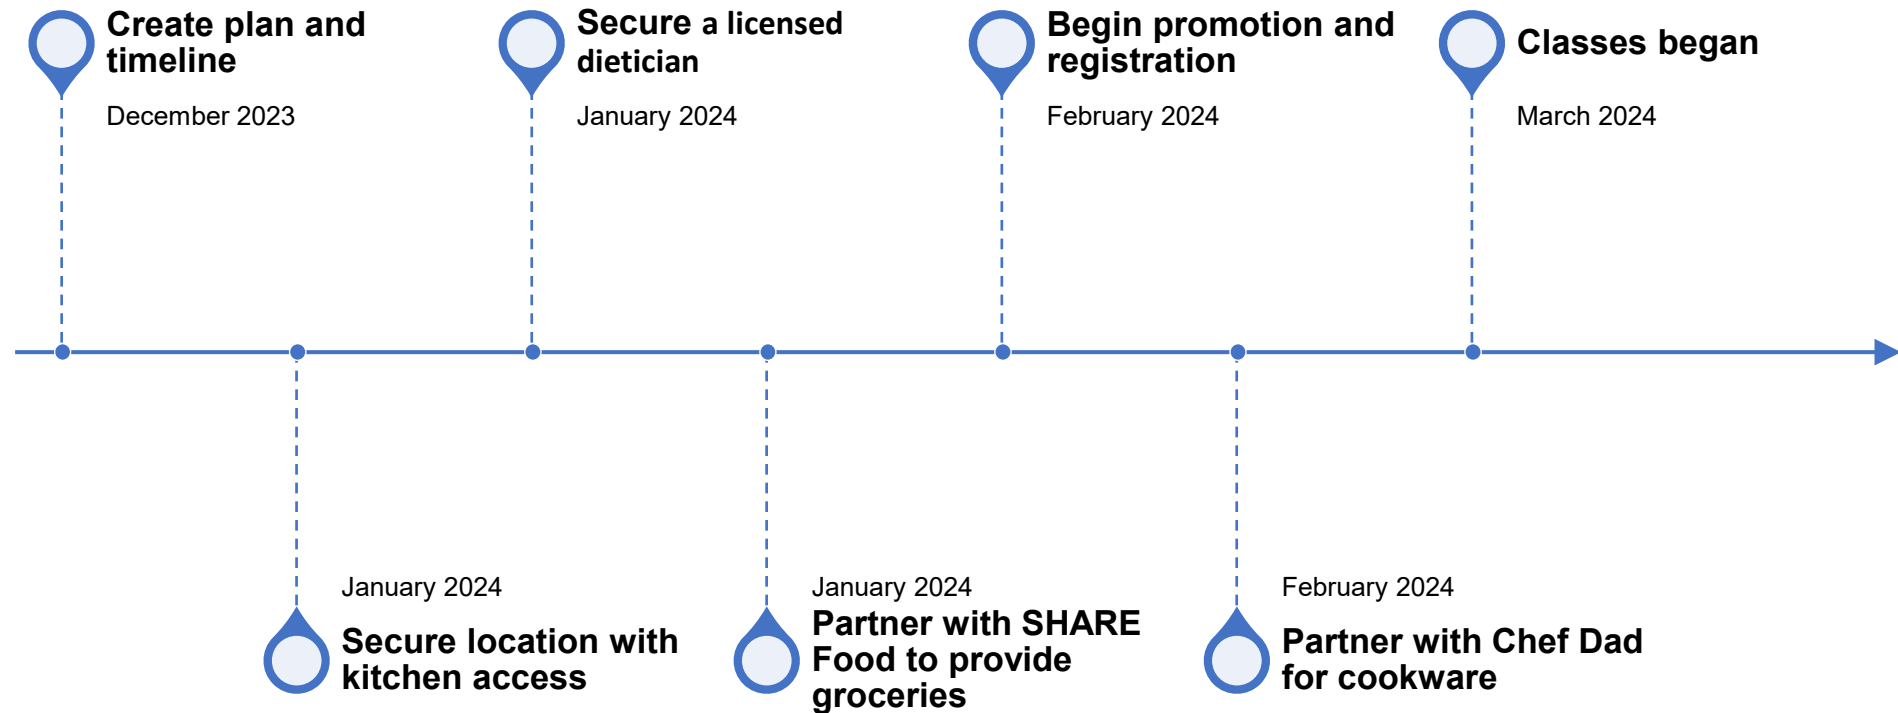 Create plan and
timeline
December 2023
Secure a licensed
dietician
January 2024
Begin promotion and
registration
February 2024
Classes began
March 2024
January 2024
Secure location with
kitchen access
January 2024
Partner with SHARE
Food to provide
groceries
February 2024
Partner with Chef Dad
for cookware